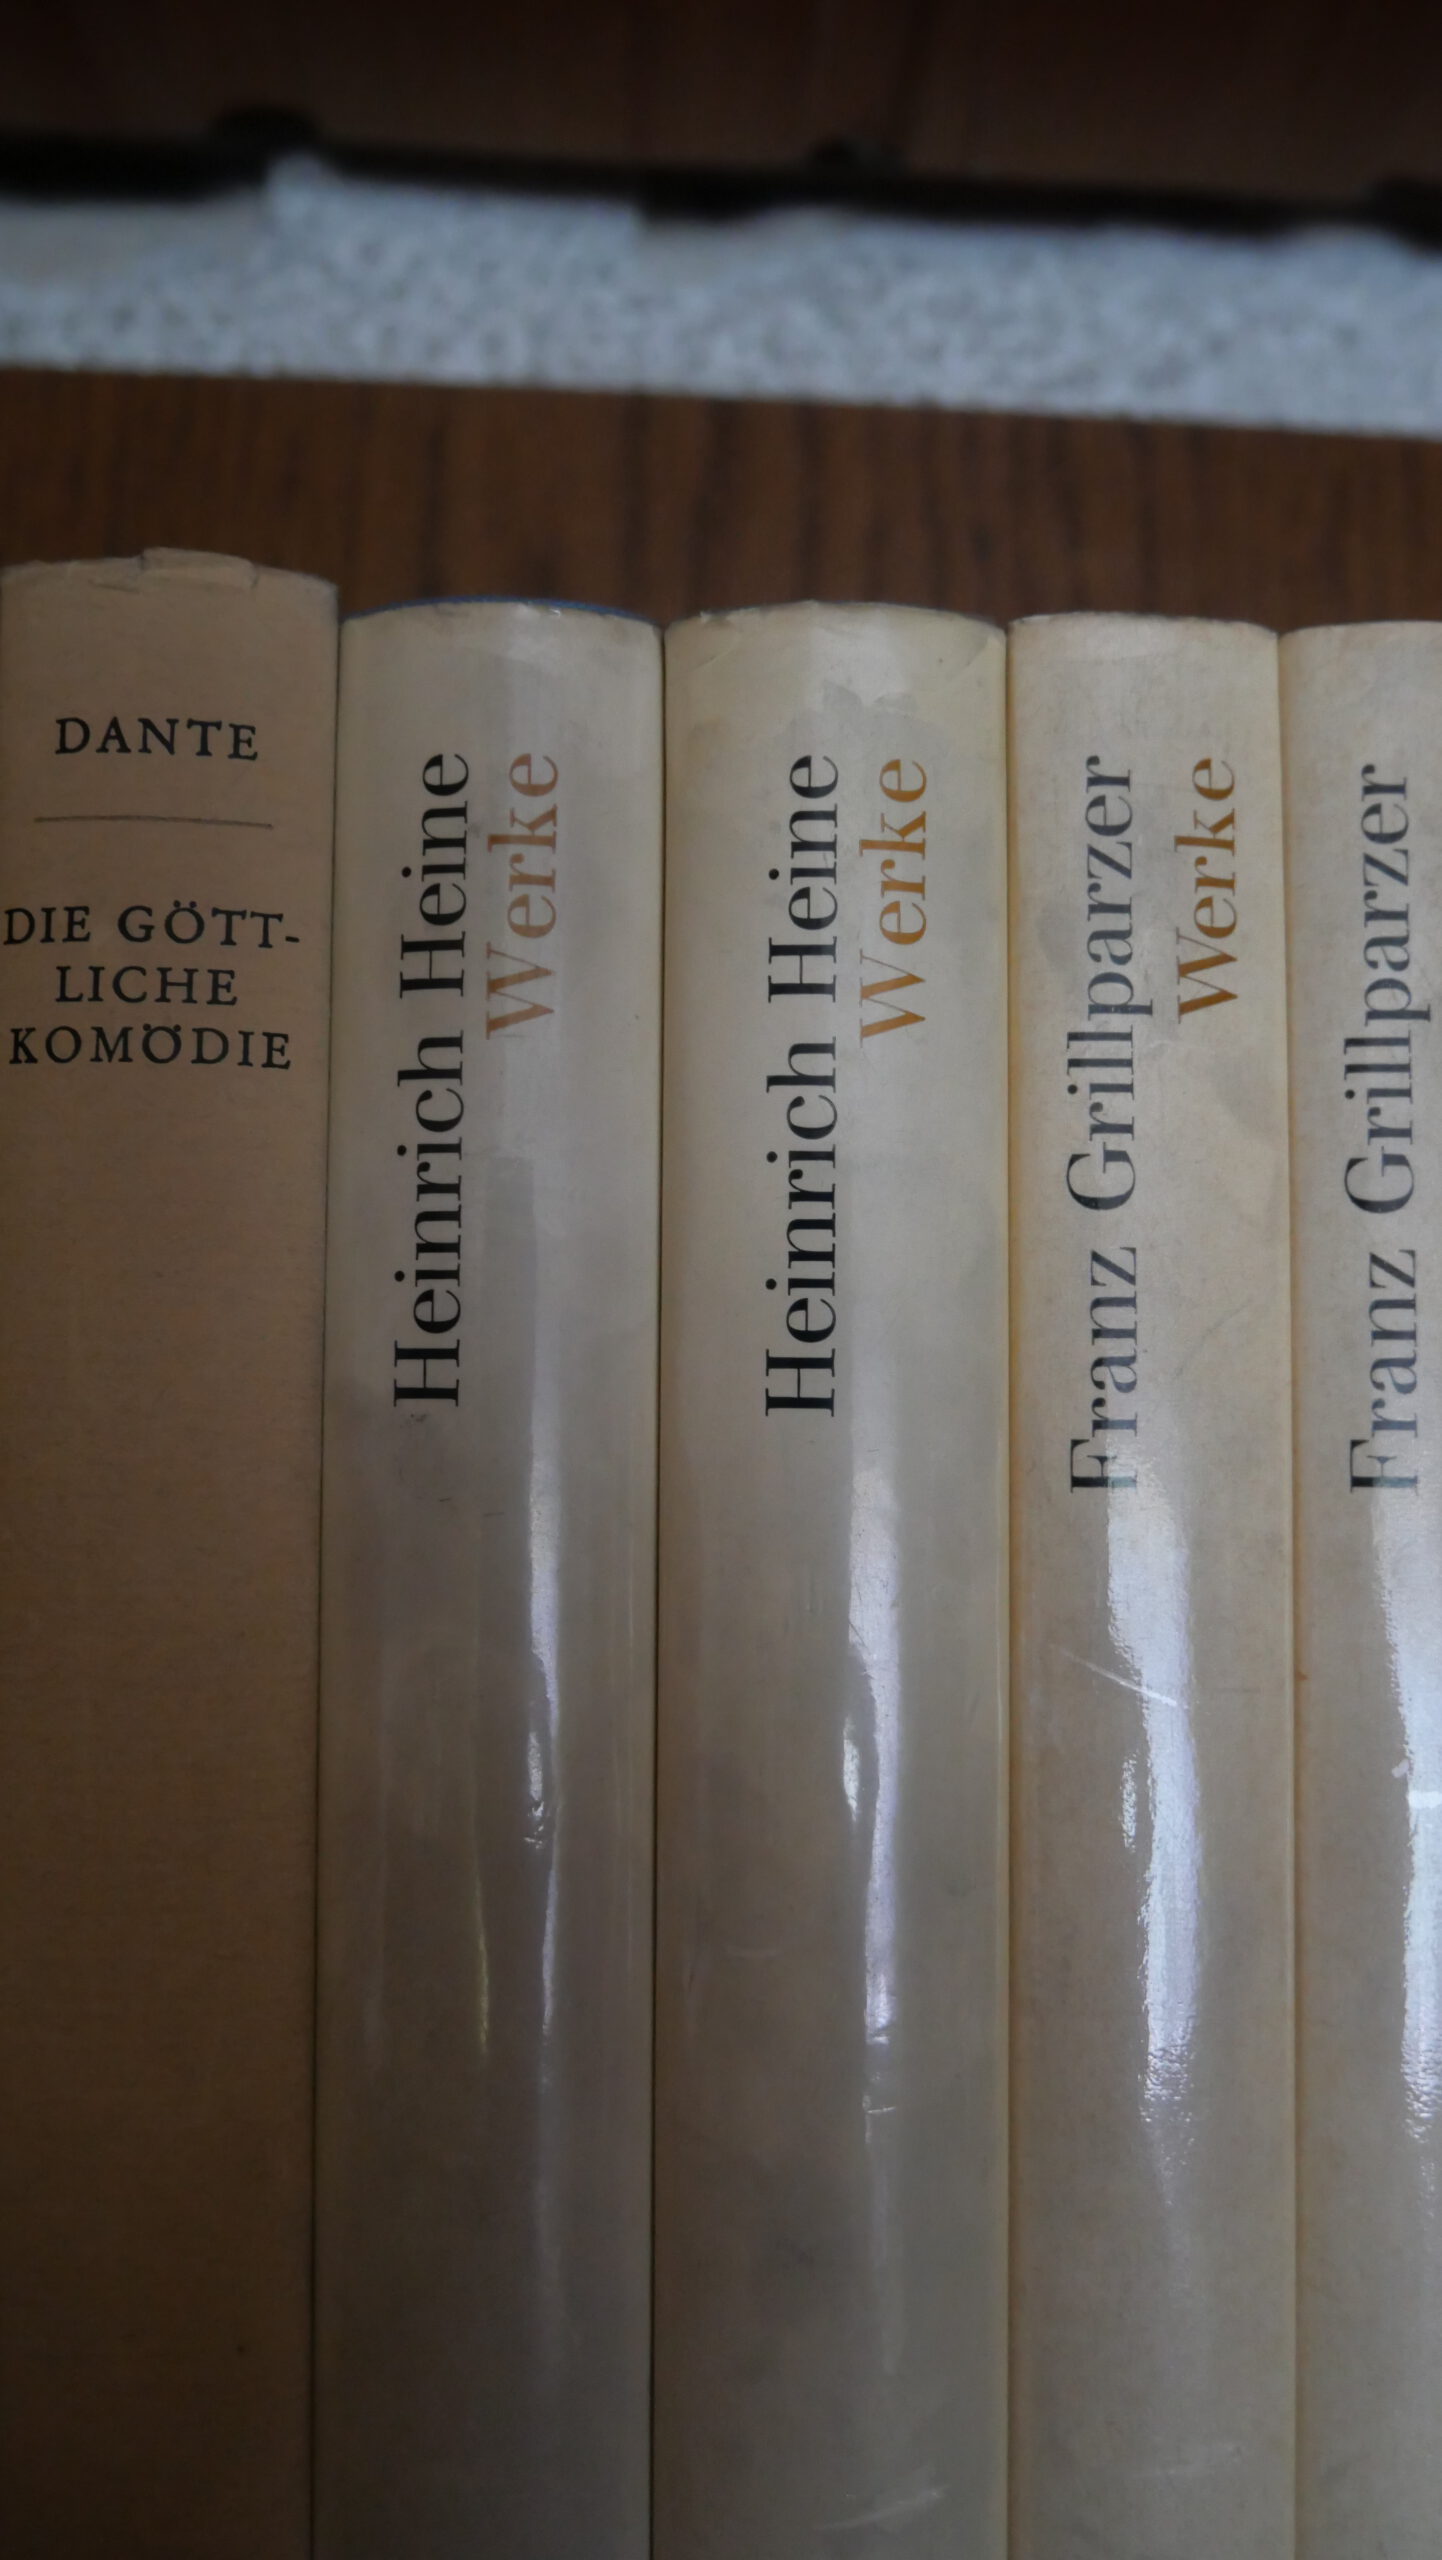 DANTE
DIE GÖTT-
LICHE
KOMÖDIE
Heinrich Heine
Werke
Heinrich Heine
Werke
Franz Grillparzer
Werke
Franz Grillparzer